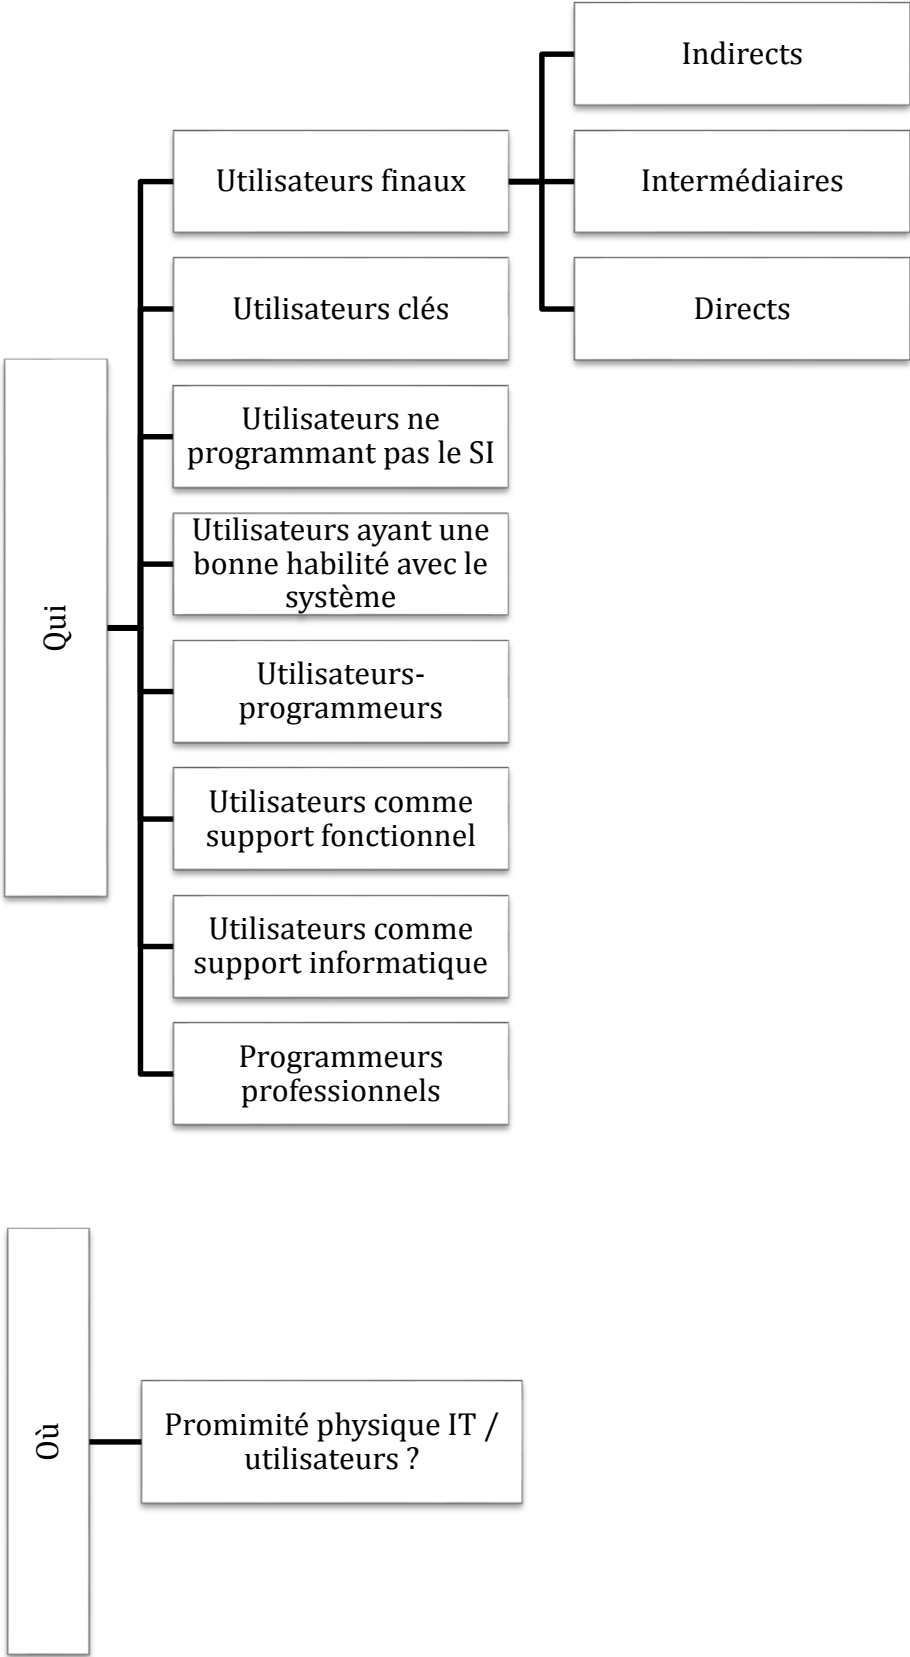 Qui
Utilisateurs finaux
Indirects
Intermédiaires
Directs
Utilisateurs clés
Utilisateurs ne
programmant pas le SI
Utilisateurs ayant une
bonne habilité avec le
système
Utilisateurs-
programmeurs
Utilisateurs comme
support fonctionnel
Utilisateurs comme
support informatique
Programmeurs
professionnels
Où
Promimité physique IT /
utilisateurs ?